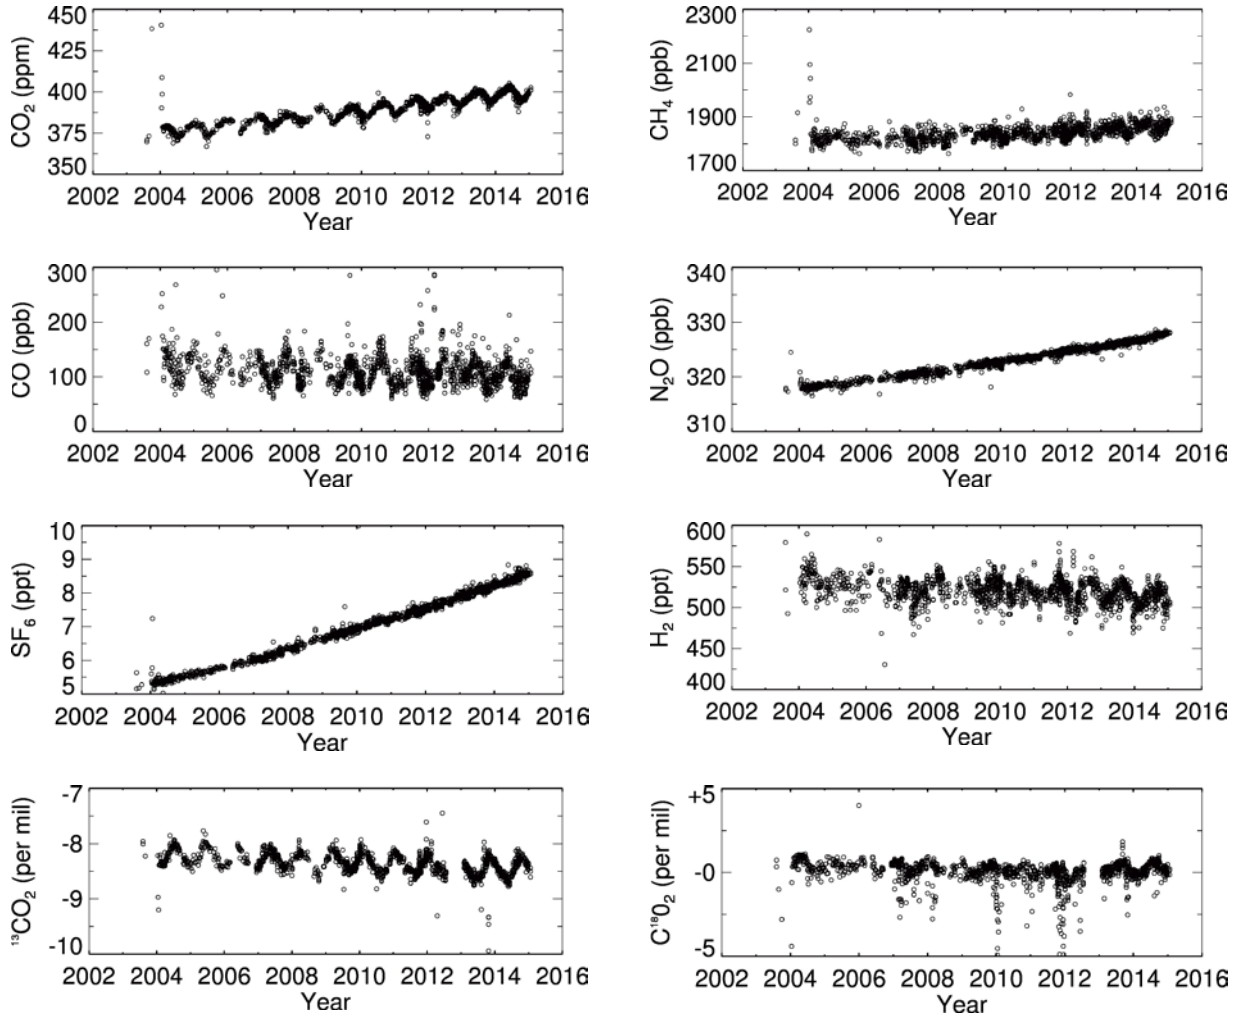 CO2 (ppm)
450
425
400
375
350
2002 2004 2006 2008 2010 2012 2014 2016
Year
CH4 (ppb)
2300
2100
1900
1800
1700
2002 2004 2006 2008 2010 2012 2014 2016
Year
CO (ppb)
300
200
100
0
2002 2004 2006 2008 2010 2012 2014 2016
Year
N2O (ppb)
340
330
320
310
2002 2004 2006 2008 2010 2012 2014 2016
Year
SF6 (ppt)
10
9
8
7
6
5
2002 2004 2006 2008 2010 2012 2014 2016
Year
H2 (ppt)
600
550
500
450
400
2002 2004 2006 2008 2010 2012 2014 2016
Year
¹³CO2 (per mil)
-7
-8
-9
-10
2002 2004 2006 2008 2010 2012 2014 2016
Year
C¹⁸02 (per mil)
+5
-0
-5
2002 2004 2006 2008 2010 2012 2014 2016
Year